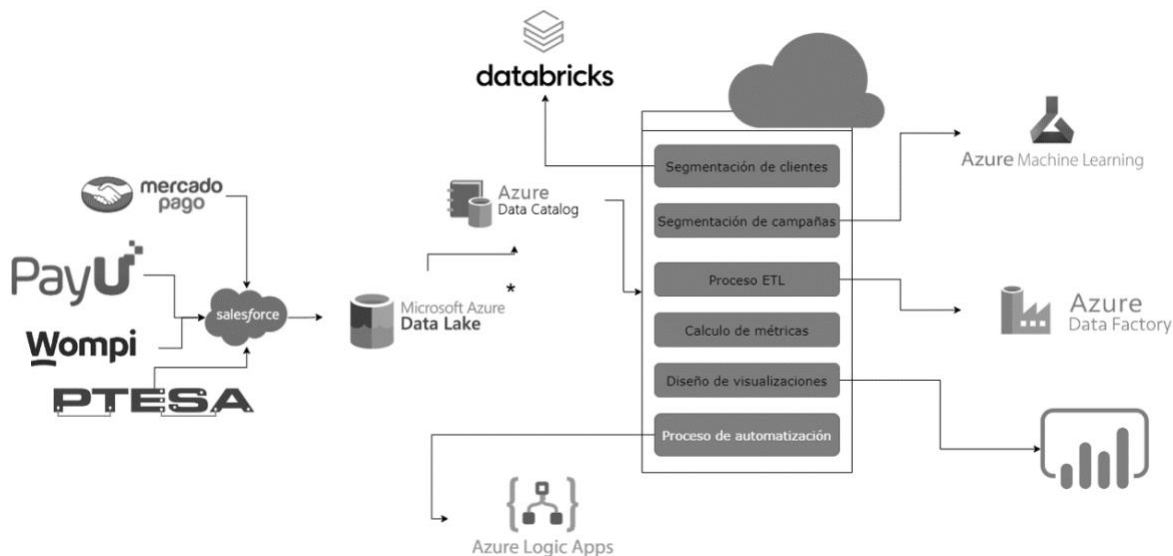 databricks
Segmentación de clientes
Azure Machine Learning
mercado
pago
Azure
Data Catalog
Segmentación de campañas
PayU
Proceso ETL
*
salesforce
Microsoft Azure
Data Lake
Azure
Data Factory
Wompi
Calculo de métricas
PTESA
Diseño de visualizaciones
Proceso de automatización
Azure Logic Apps